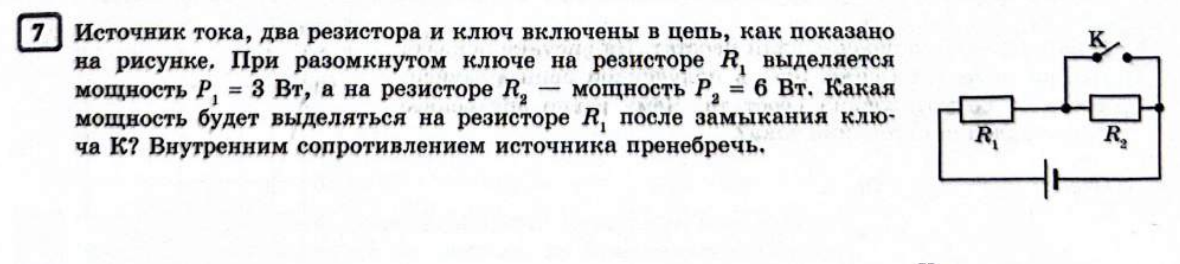 7 Источник тока, два резистора и ключ включены в цепь, как показано
на рисунке. При разомкнутом ключе на резисторе R₁ выделяется
мощность P₁ = 3 Вт, а на резисторе R₂ — мощность P₂ = 6 Вт. Какая
мощность будет выделяться на резисторе R₁ после замыкания клю-
ча К? Внутренним сопротивлением источника пренебречь.
К
R₁
R₂